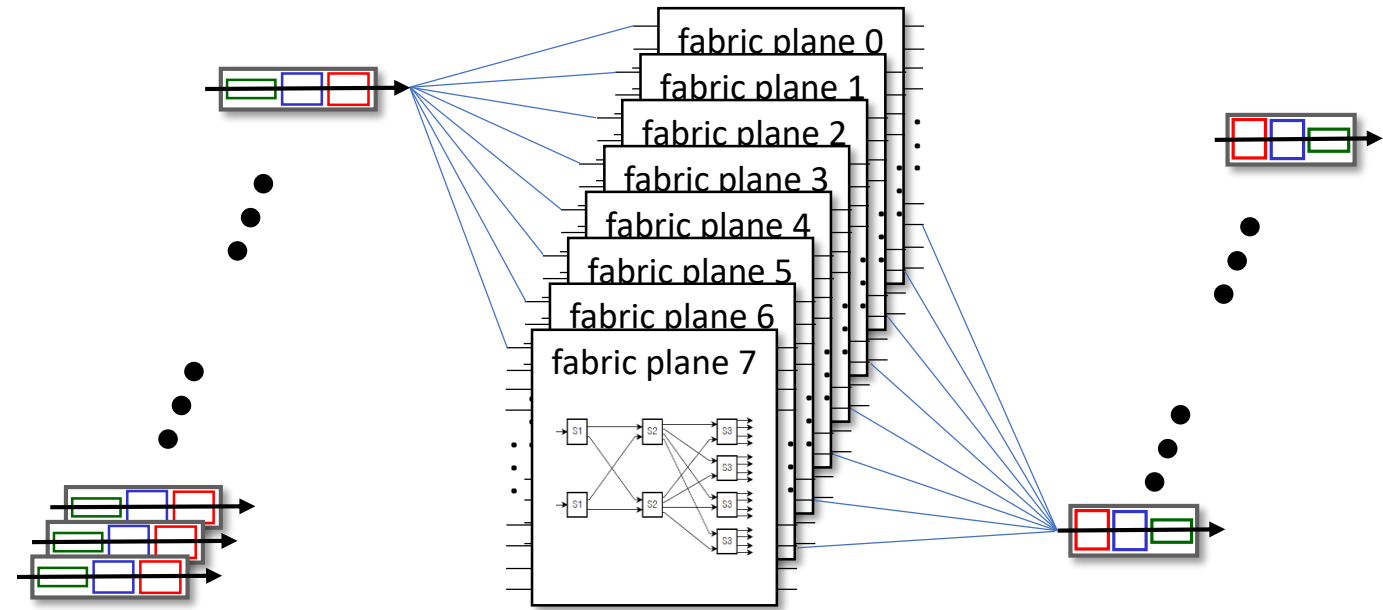 fabric plane 0
fabric plane 1
fabric plane 2
fabric plane 3
fabric plane 4
fabric plane 5
fabric plane 6
fabric plane 7
S1 S2 S3
S3
S1 S2 S3
S3